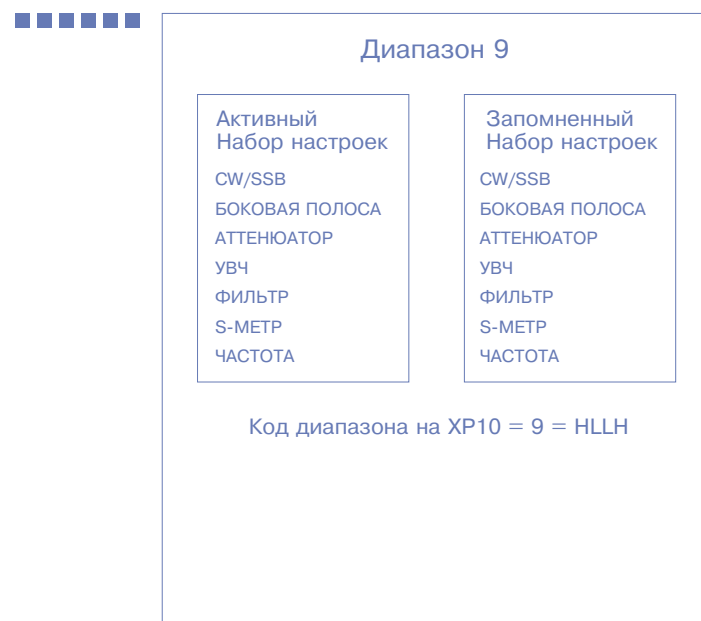 Диапазон 9
Активный
Набор настроек
CW/SSB
БОКОВАЯ ПОЛОСА
АТТЕНЮАТОР
УВЧ
ФИЛЬТР
S-МЕТР
ЧАСТОТА
Запомненный
Набор настроек
CW/SSB
БОКОВАЯ ПОЛОСА
АТТЕНЮАТОР
УВЧ
ФИЛЬТР
S-МЕТР
ЧАСТОТА
Код диапазона на XP10 = 9 = HLLH